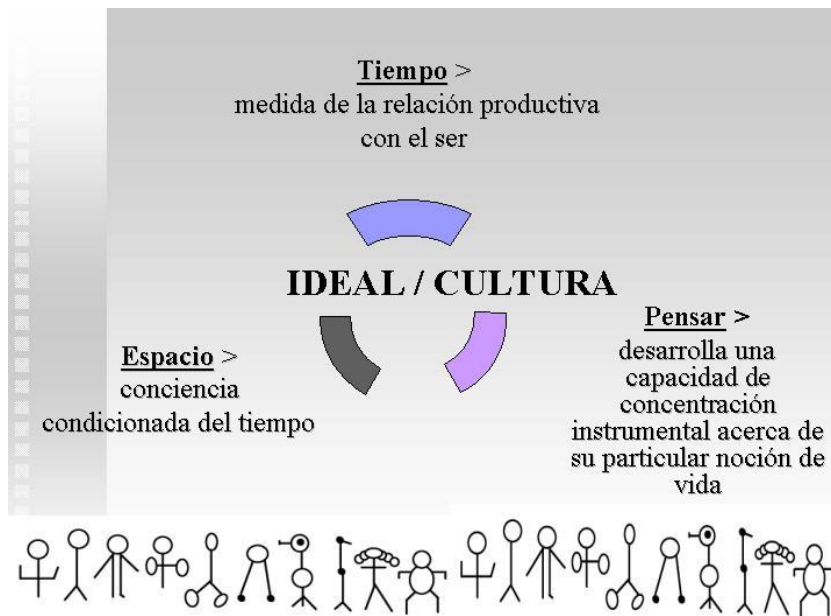 Tiempo >
medida de la relación productiva
con el ser
IDEAL / CULTURA
Espacio >
conciencia
condicionada del tiempo
Pensar >
desarrolla una
capacidad de
concentración
instrumental acerca de
su particular noción de
vida